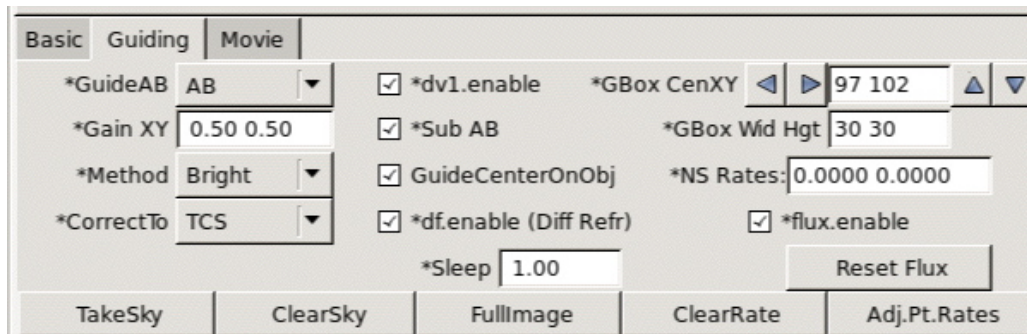 Basic Guiding Movie
*GuideAB AB *dv1.enable *GBox CenXY 97 102
*Gain XY 0.50 0.50 *Sub AB *GBox Wid Hgt 30 30
*Method Bright GuideCenterOnObj *NS Rates: 0.0000 0.0000
*CorrectTo TCS *df.enable (Diff Refr) *flux.enable
*Sleep 1.00 Reset Flux
TakeSky ClearSky FullImage ClearRate Adj.Pt.Rates